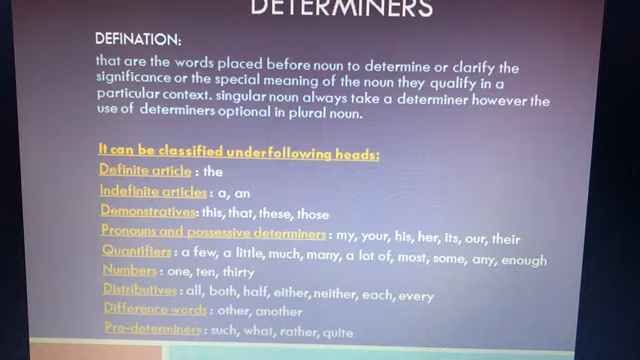 DETERMINERS
DEFINATION:
that are the words placed before noun to determine or clarify the
significance or the special meaning of the noun they qualify in a
particular context. singular noun always take a determiner however the
use of determiners optional in plural noun.
It can be classified underfollowing heads:
Definite article : the
Indefinite articles : a, an
Demonstratives: this, that, these, those
Pronouns and possessive determiners : my, your, his, her, its, our, their
Quantifiers : a few, a little, much, many, a lot of, most, some, any, enough
Numbers : one, ten, thirty
Distributives : all, both, half, either, neither, each, every
Difference words : other, another
Pre-determiners : such, what, rather, quite